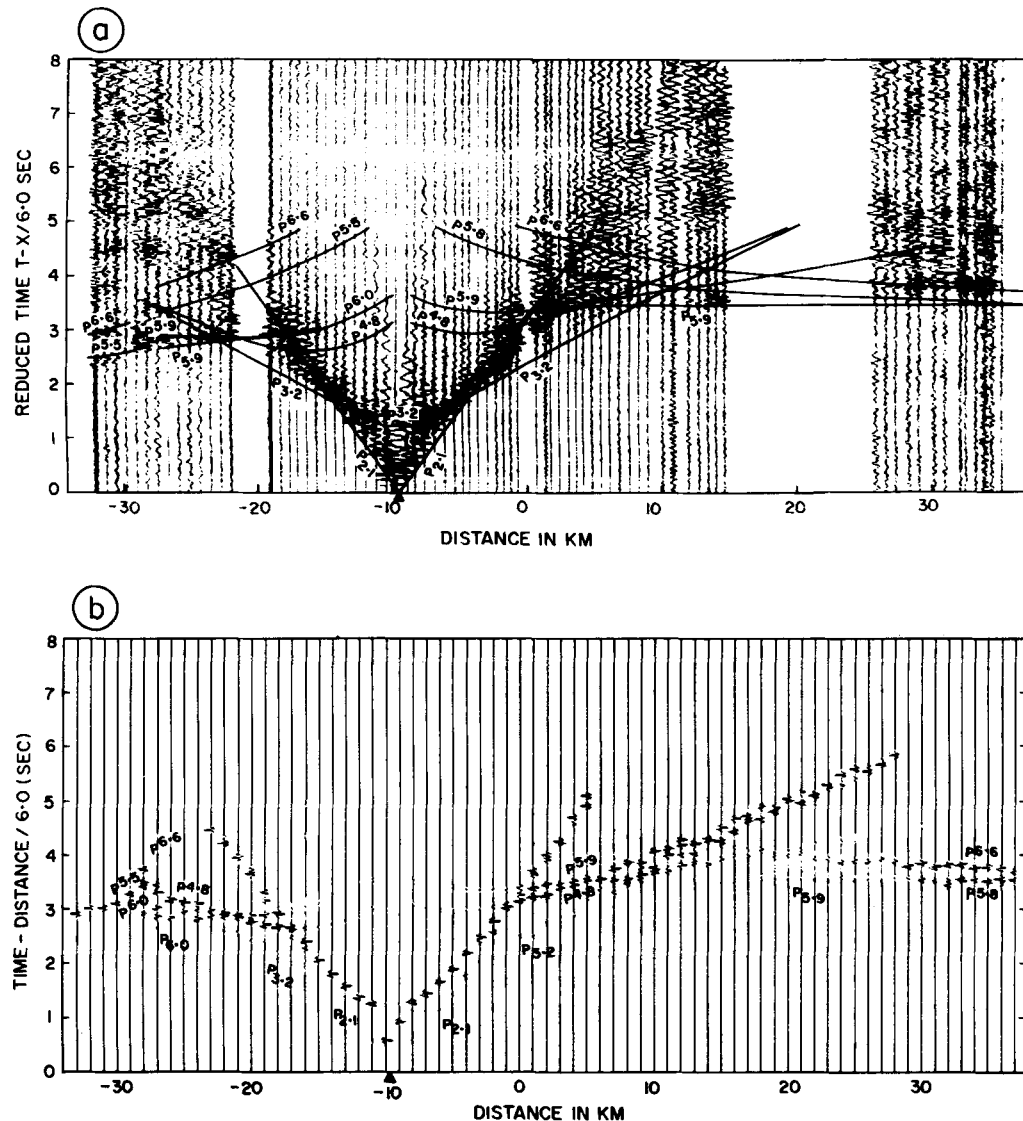 a
REDUCED TIME T-X/6.0 SEC
8
7
6
5
4
3
2
1
0
P6.6
P5.8
P5.8
P6.6
P6.0
P4.8
P5.9
P4.8
P6.6
P5.5
P5.9
P5.9
P3.2
P3.2
P3.2
P2.1
P2.1
P5.9
-30
-20
-10
0
10
20
30
DISTANCE IN KM
b
TIME - DISTANCE / 6.0 (SEC)
8
7
6
5
4
3
2
1
0
P6.6
P5.5
P6.0
P4.8
P6.0
P3.2
P2.1
P2.1
P5.9
P4.8
P5.9
P6.6
P5.8
-30
-20
-10
0
10
20
30
DISTANCE IN KM